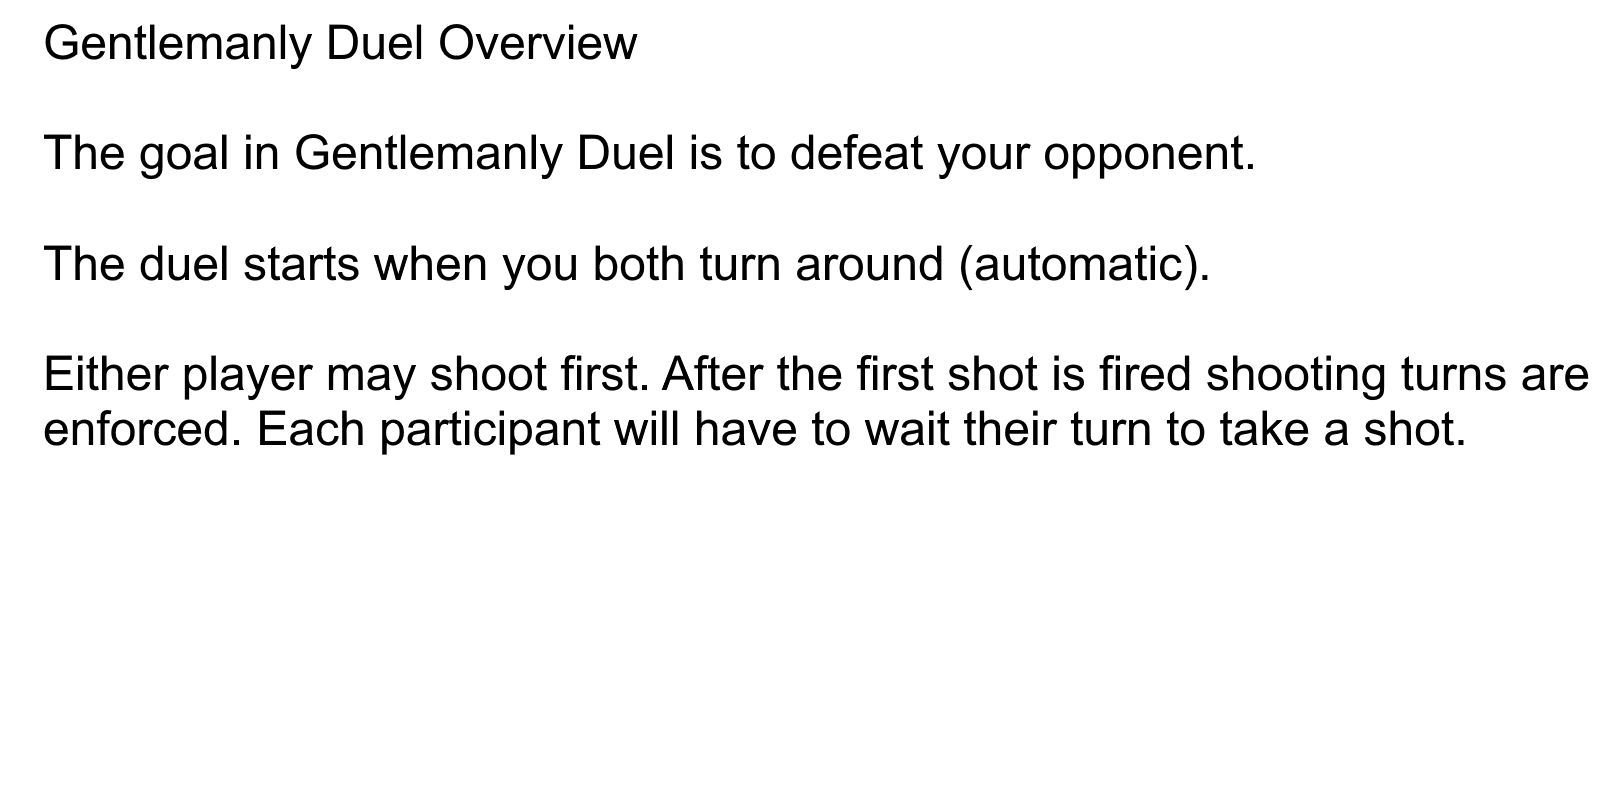 Gentlemanly Duel Overview
The goal in Gentlemanly Duel is to defeat your opponent.
The duel starts when you both turn around (automatic).
Either player may shoot first. After the first shot is fired shooting turns are
enforced. Each participant will have to wait their turn to take a shot.